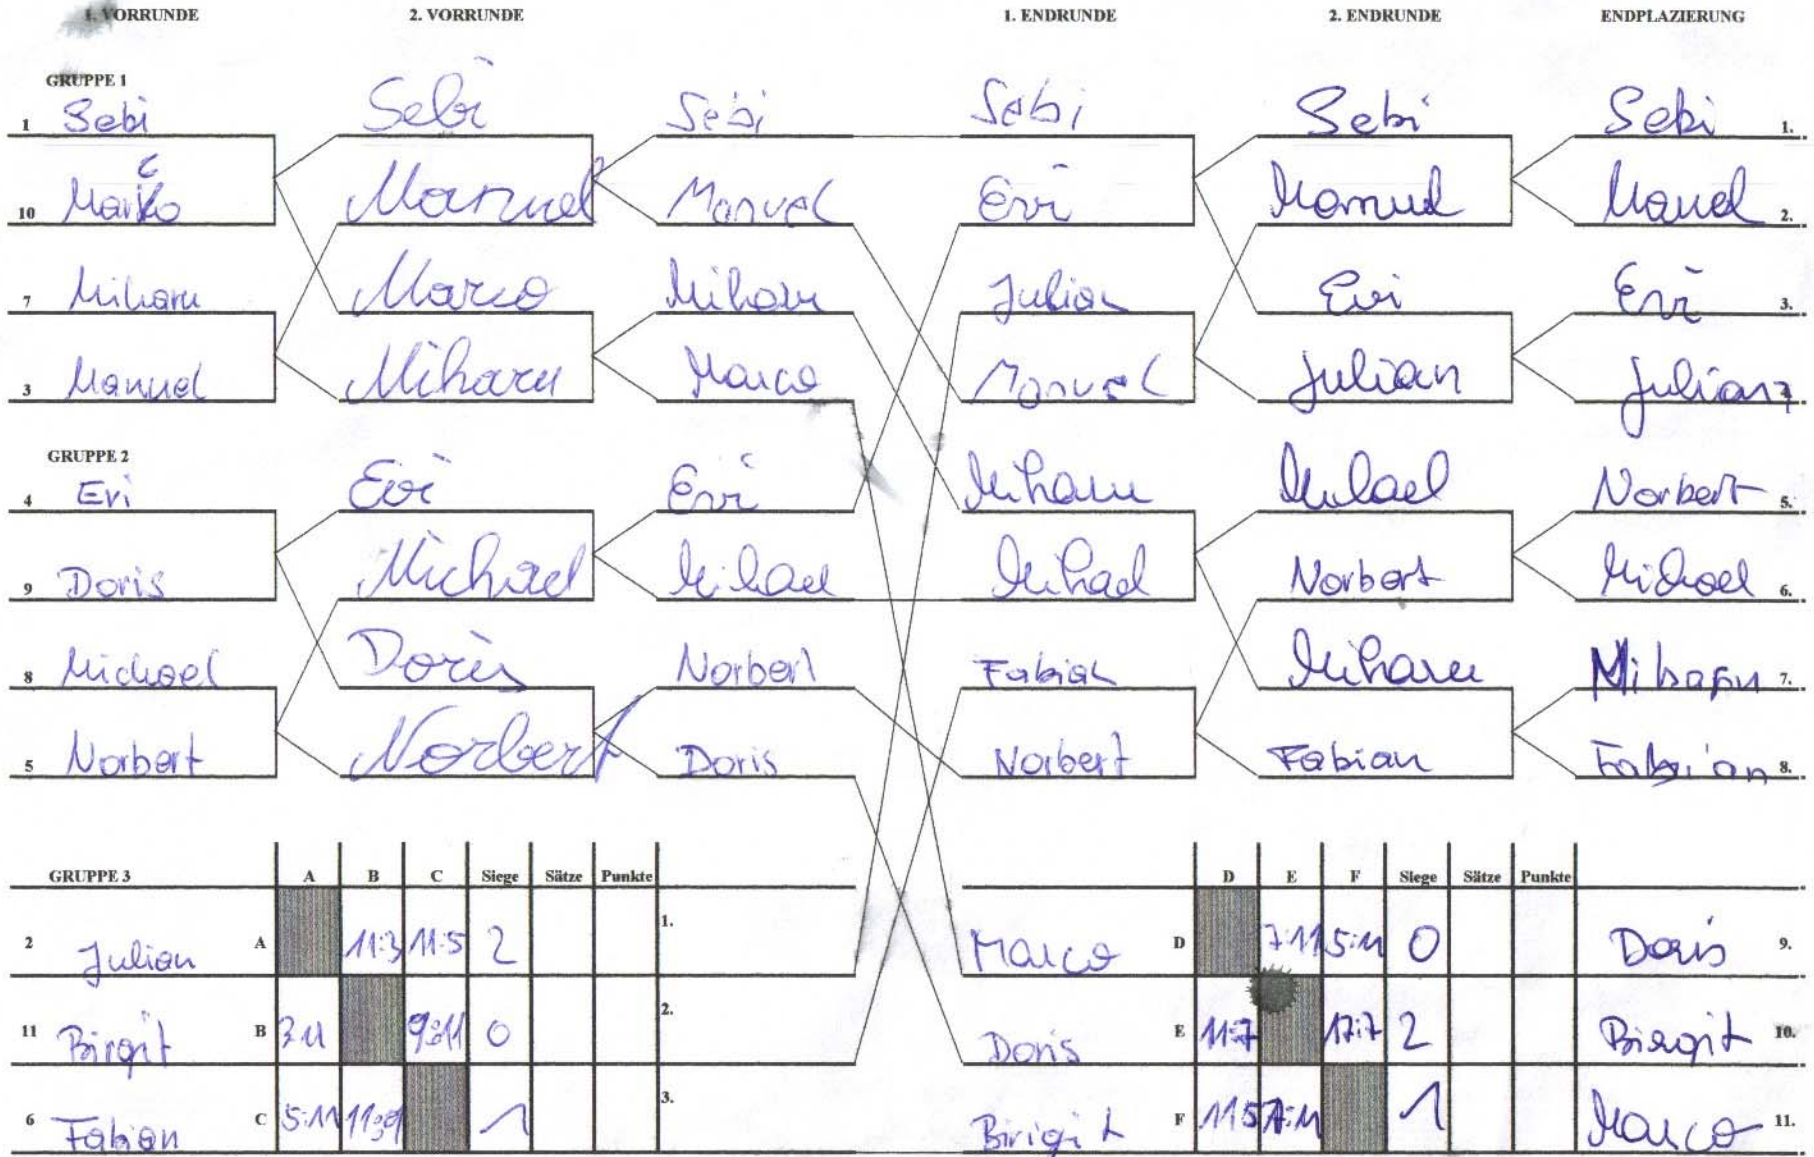 1. VORRUNDE 2. VORRUNDE 1. ENDRUNDE 2. ENDRUNDE ENDPLAZIERUNG
GRUPPE 1
1 Sebi Sebi Sebi Sebi Sebi Sebi 1.
10 Marko c Manuel Manuel Evi Manuel Manuel 2.
7 Miharu Marco Miharu Julian Evi Evi 3.
3 Manuel Miharu Marco Manuel Julian Julian 4.
GRUPPE 2
4 Evi Evi Evi Miharu Michael Norbert 5.
9 Doris Michael Michael Michael Norbert Michael 6.
8 Michael Doris Norbert Fabian Miharu Miharu 7.
5 Norbert Norbert Doris Norbert Fabian Fabian 8.
GRUPPE 3 A B C Siege Sätze Punkte D E F Siege Sätze Punkte
2 Julian A 11:3 11:5 2 1. Marco D 7:11 5:11 0 Doris 9.
11 Birgit B 3:11 9:11 0 2. Doris E 11:7 2 Birgit 10.
6 Fabian C 5:11 11:9 1 3. Birigit F 11:5 7:11 1 Marco 11.